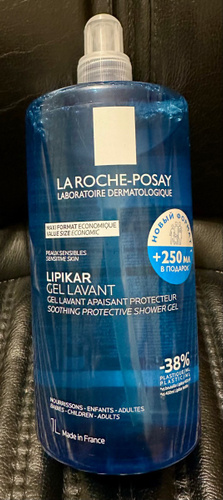 LA ROCHE-POSAY
LABORATOIRE DERMATOLOGIQUE
MAXI FORMAT ECONOMIQUE
VALUE SIZE ECONOMIC
НОВЫЙ ФОРМАТ
+250 МЛ
В ПОДАРОК
PEAUX SENSIBLES
SENSITIVE SKIN
LIPIKAR
GEL LAVANT
GEL LAVANT APAISANT PROTECTEUR
SOOTHING PROTECTIVE SHOWER GEL
-38%
NOURRISSONS - ENFANTS - ADULTES
BABIES - CHILDREN - ADULTS
1L Made in France